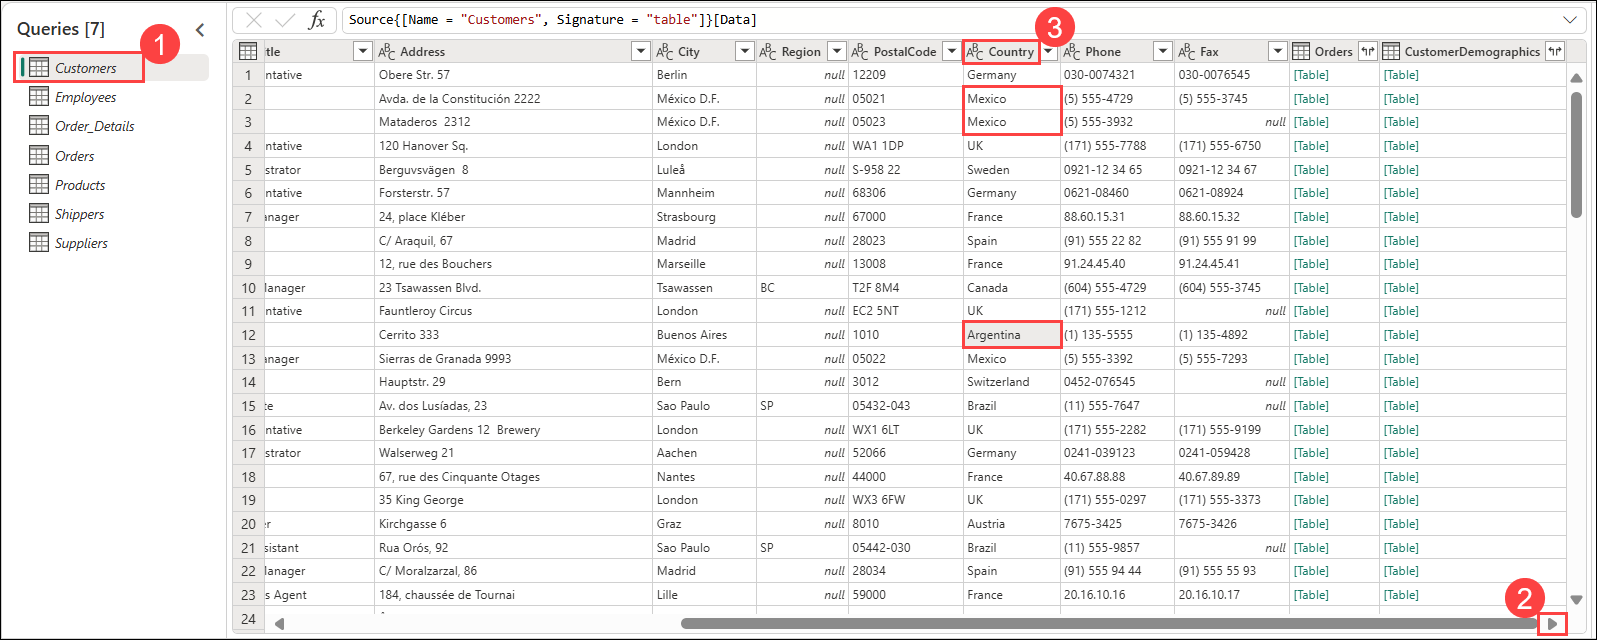 Queries [7]
1
Customers
Employees
Order_Details
Orders
Products
Shippers
Suppliers
fx Source{[Name = "Customers", Signature = "table"]}[Data]
3
tle ABC Address ABC City ABC Region ABC PostalCode ABC Country ABC Phone ABC Fax Orders CustomerDemographics
1 entative Obere Str. 57 Berlin null 12209 Germany 030-0074321 030-0076545 [Table] [Table]
2 Avda. de la Constitución 2222 México D.F. null 05021 Mexico (5) 555-4729 (5) 555-3745 [Table] [Table]
3 Mataderos 2312 México D.F. null 05023 Mexico (5) 555-3932 null [Table] [Table]
4 entative 120 Hanover Sq. London null WA1 1DP UK (171) 555-7788 (171) 555-6750 [Table] [Table]
5 istrator Berguvsvägen 8 Luleå null S-958 22 Sweden 0921-12 34 65 0921-12 34 67 [Table] [Table]
6 entative Forsterstr. 57 Mannheim null 68306 Germany 0621-08460 0621-08924 [Table] [Table]
7 anager 24, place Kléber Strasbourg null 67000 France 88.60.15.31 88.60.15.32 [Table] [Table]
8 C/ Araquil, 67 Madrid null 28023 Spain (91) 555 22 82 (91) 555 91 99 [Table] [Table]
9 12, rue des Bouchers Marseille null 13008 France 91.24.45.40 91.24.45.41 [Table] [Table]
10 Manager 23 Tsawassen Blvd. Tsawassen BC T2F 8M4 Canada (604) 555-4729 (604) 555-3745 [Table] [Table]
11 entative Fauntleroy Circus London null EC2 5NT UK (171) 555-1212 null [Table] [Table]
12 Cerrito 333 Buenos Aires null 1010 Argentina (1) 135-5555 (1) 135-4892 [Table] [Table]
13 anager Sierras de Granada 9993 México D.F. null 05022 Mexico (5) 555-3392 (5) 555-7293 [Table] [Table]
14 Hauptstr. 29 Bern null 3012 Switzerland 0452-076545 null [Table] [Table]
15 te Av. dos Lusíadas, 23 Sao Paulo SP 05432-043 Brazil (11) 555-7647 null [Table] [Table]
16 entative Berkeley Gardens 12 Brewery London null WX1 6LT UK (171) 555-2282 (171) 555-9199 [Table] [Table]
17 istrator Walserweg 21 Aachen null 52066 Germany 0241-039123 0241-059428 [Table] [Table]
18 67, rue des Cinquante Otages Nantes null 44000 France 40.67.88.88 40.67.89.89 [Table] [Table]
19 35 King George London null WX3 6FW UK (171) 555-0297 (171) 555-3373 [Table] [Table]
20 er Kirchgasse 6 Graz null 8010 Austria 7675-3425 7675-3426 [Table] [Table]
21 sistant Rua Orós, 92 Sao Paulo SP 05442-030 Brazil (11) 555-9857 null [Table] [Table]
22 Manager C/ Moralzarzal, 86 Madrid null 28034 Spain (91) 555 94 44 (91) 555 55 93 [Table] [Table]
23 s Agent 184, chaussée de Tournai Lille null 59000 France 20.16.10.16 20.16.10.17 [Table] [Table]
24
2